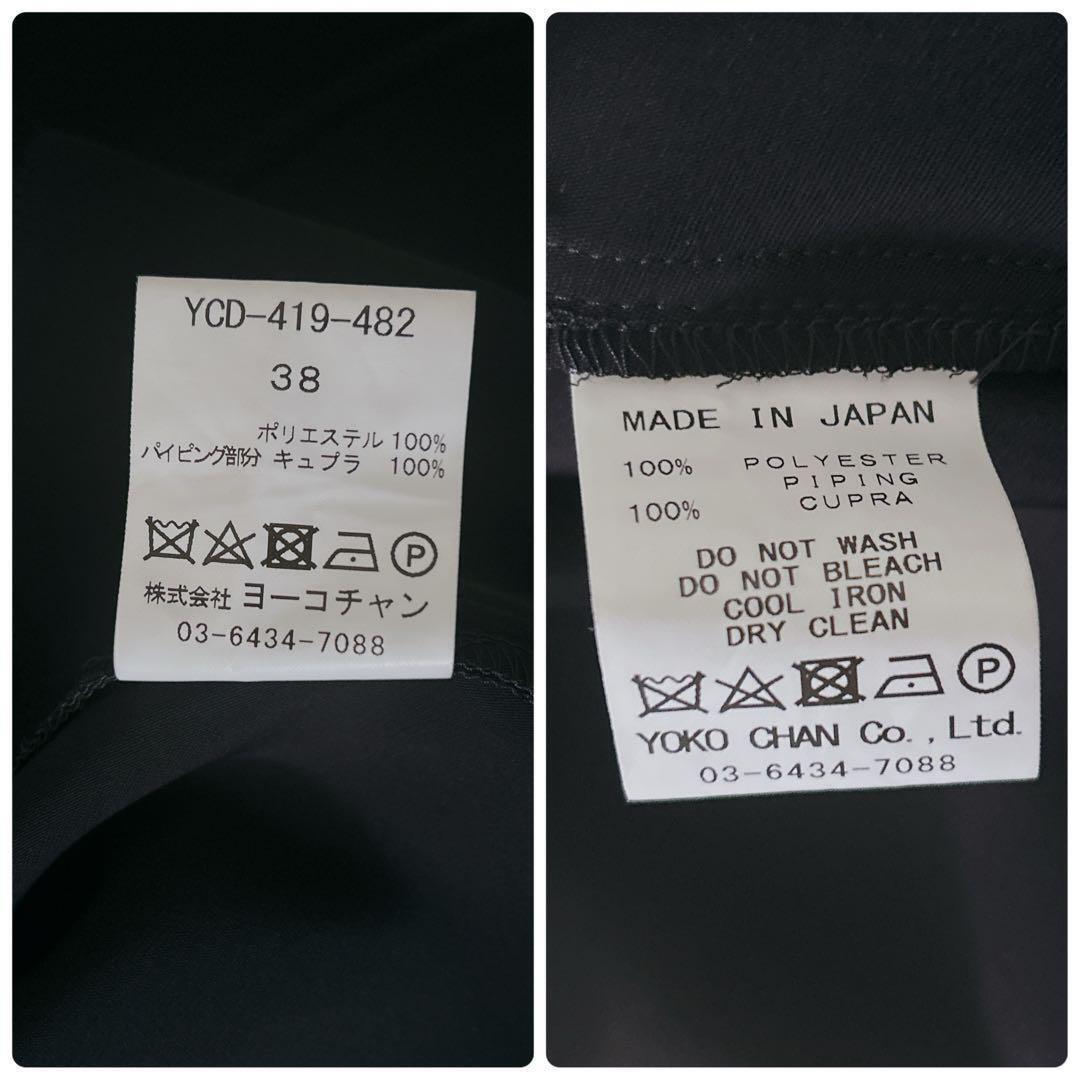 YCD-419-482
38
ポリエステル 100%
パイピング部分 キュプラ 100%
P
株式会社 ヨーコチャン
03-6434-7088
MADE IN JAPAN
100% POLYESTER
PIPING
100% CUPRA
DO NOT WASH
DO NOT BLEACH
COOL IRON
DRY CLEAN
P
YOKO CHAN Co., Ltd.
03-6434-7088